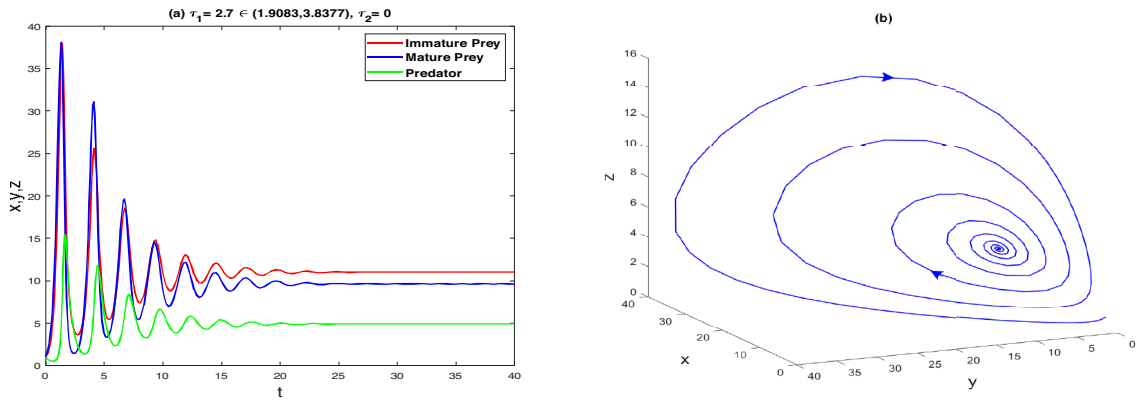 (a) τ₁= 2.7 ∈ (1.9083,3.8377), τ₂= 0
40
35
30
25
20
15
10
5
0
x,y,z
Immature Prey
Mature Prey
Predator
0 5 10 15 20 25 30 35 40
t
(b)
16
14
12
10
8
6
4
2
0
z
40
30
20
10
0
x
40 35 30 25 20 15 10 5 0
y